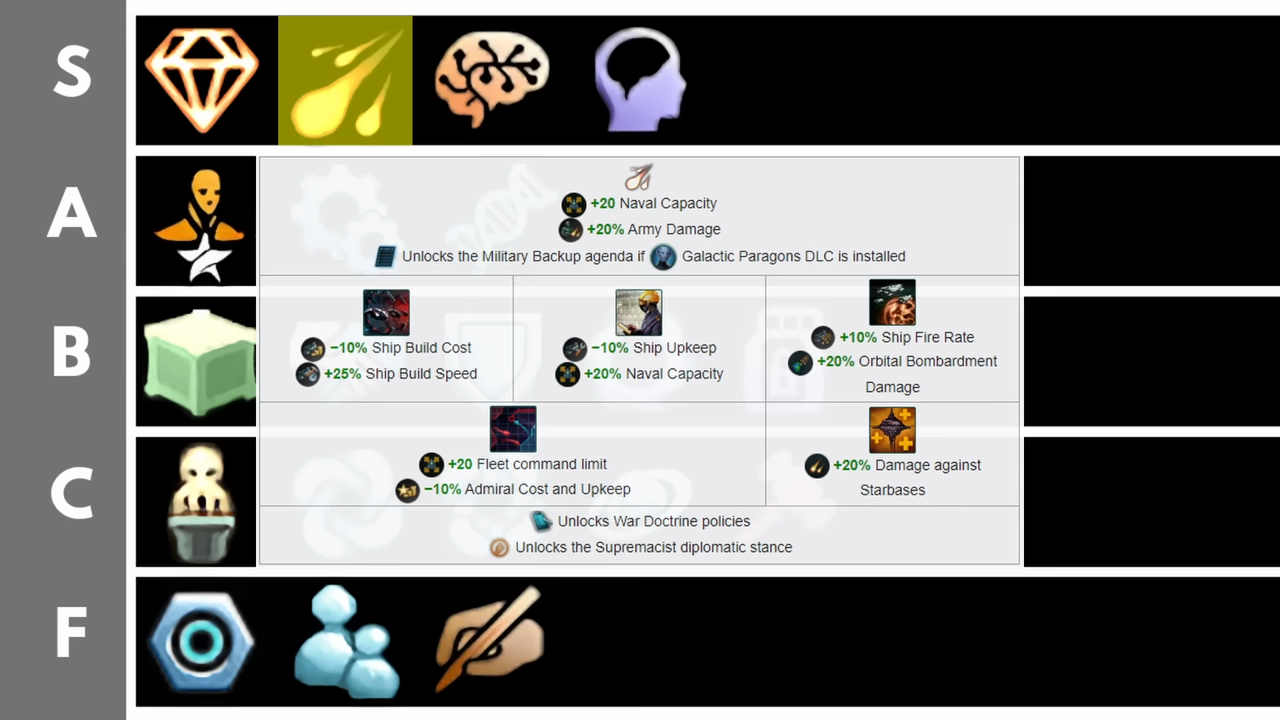 S
A
+20 Naval Capacity
+20% Army Damage
Unlocks the Military Backup agenda if Galactic Paragons DLC is installed
B
−10% Ship Build Cost
+25% Ship Build Speed
−10% Ship Upkeep
+20% Naval Capacity
+10% Ship Fire Rate
+20% Orbital Bombardment
Damage
C
+20 Fleet command limit
−10% Admiral Cost and Upkeep
+20% Damage against
Starbases
Unlocks War Doctrine policies
Unlocks the Supremacist diplomatic stance
F